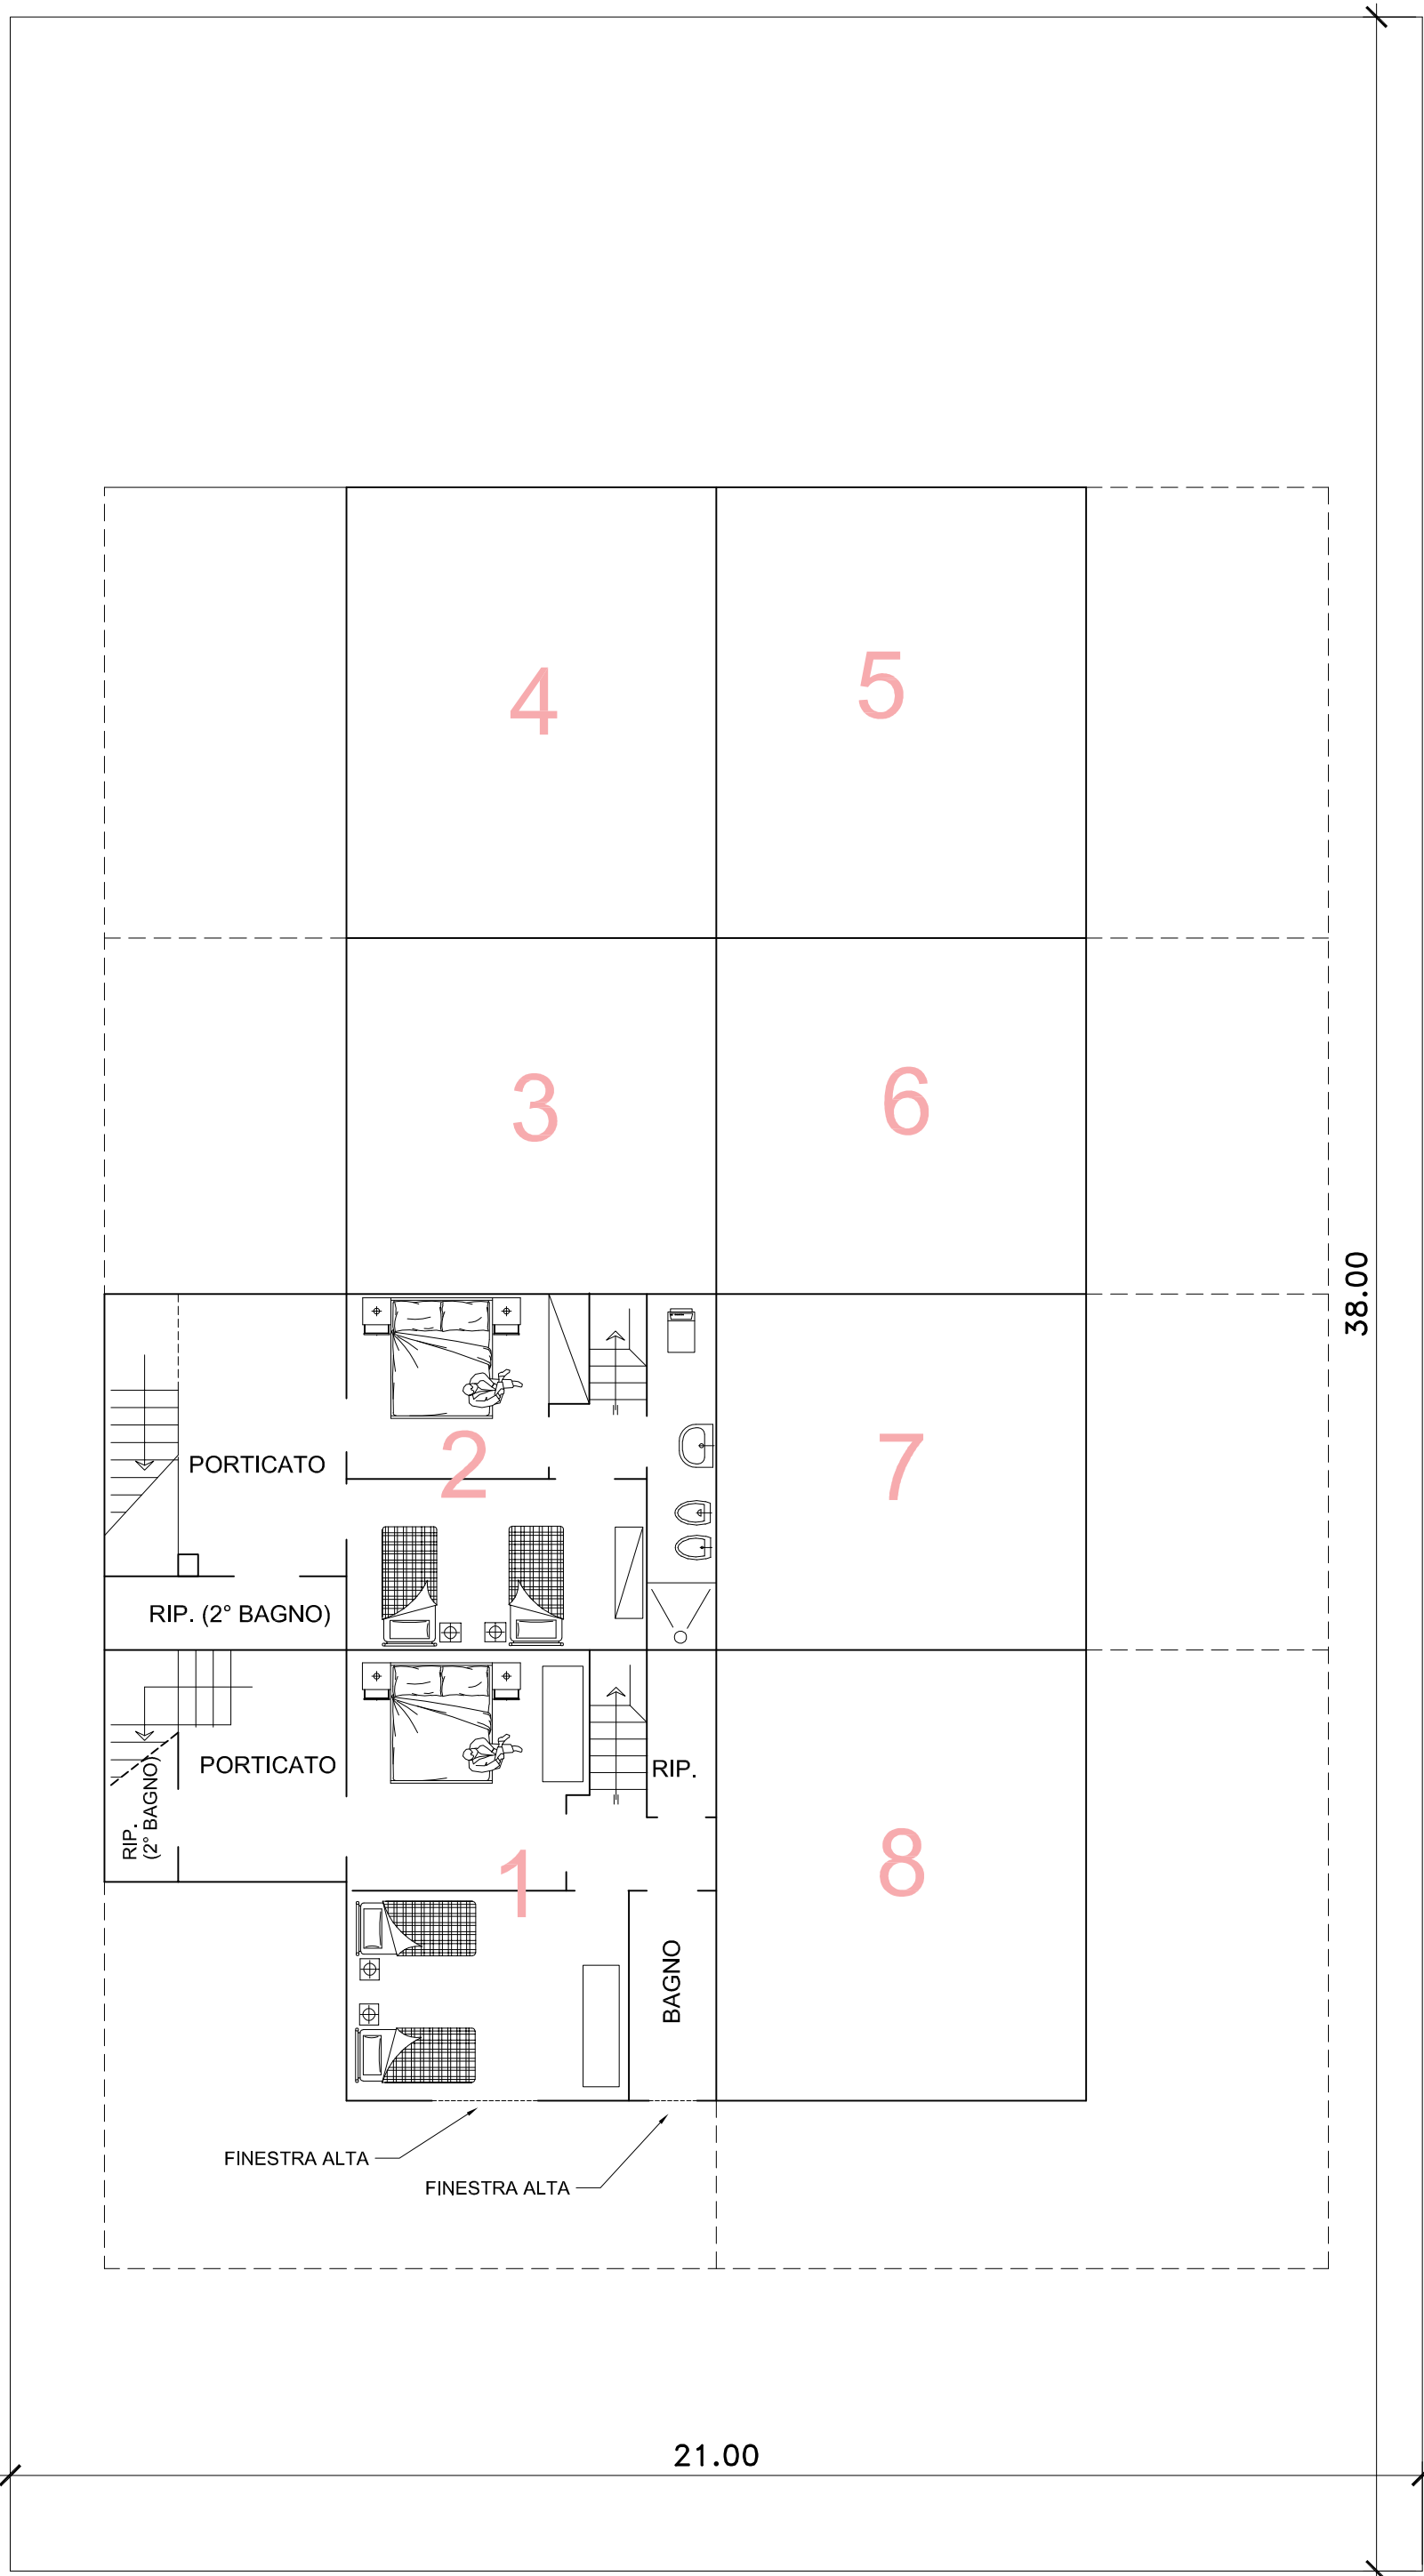 4
5
3
6
38.00
2
7
PORTICATO
RIP. (2° BAGNO)
PORTICATO
RIP.
RIP.
(2° BAGNO)
1
8
BAGNO
FINESTRA ALTA
FINESTRA ALTA
21.00